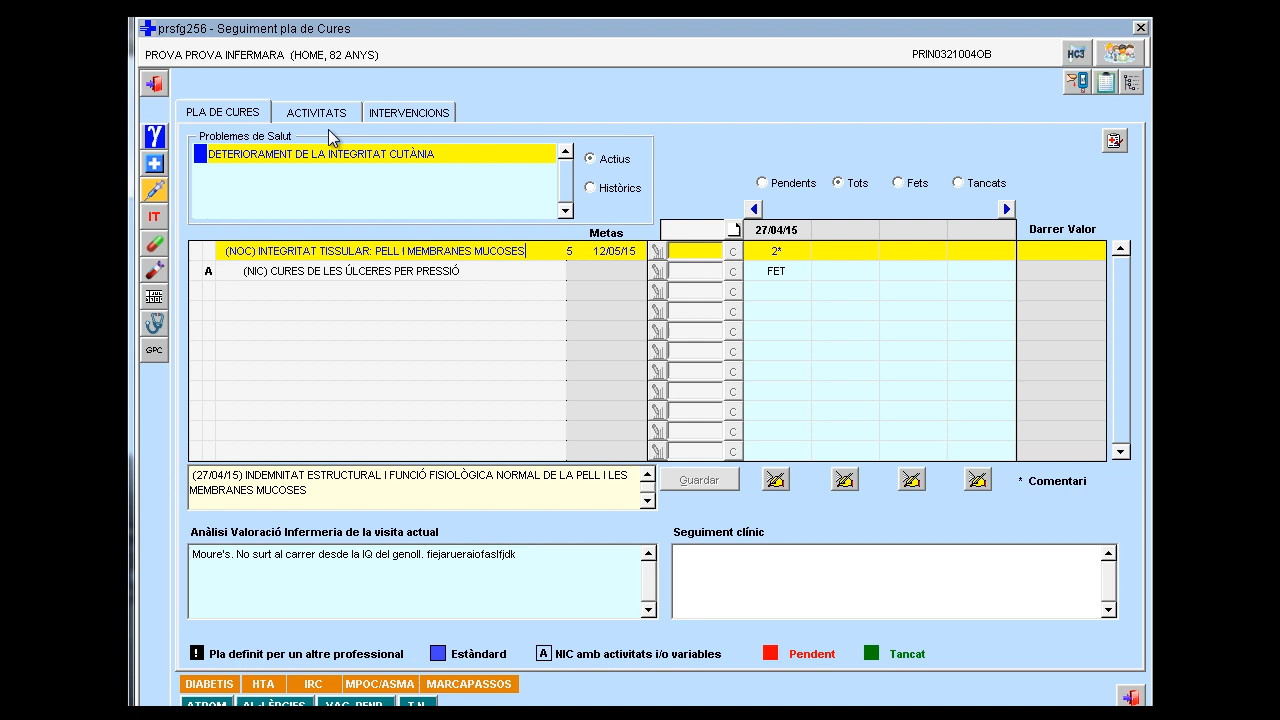 prsfg256 - Seguiment pla de Cures
PROVA PROVA INFERMARA (HOME, 82 ANYS)
PRIN0321004OB
HC3
PLA DE CURES
ACTIVITATS
INTERVENCIONS
Problemes de Salut
DETERIORAMENT DE LA INTEGRITAT CUTÀNIA
Actius
Històrics
Pendents
Tots
Fets
Tancats
IT
GPC
Metas
27/04/15
Darrer Valor
(NOC) INTEGRITAT TISSULAR: PELL I MEMBRANES MUCOSES 5 12/05/15 C 2*
A (NIC) CURES DE LES ÚLCERES PER PRESSIÓ C FET
C
C
C
C
C
C
C
C
C
(27/04/15) INDEMNITAT ESTRUCTURAL I FUNCIÓ FISIOLÒGICA NORMAL DE LA PELL I LES
MEMBRANES MUCOSES
Guardar
* Comentari
Anàlisi Valoració Infermeria de la visita actual
Seguiment clínic
Moure's. No surt al carrer desde la IQ del genoll. fiejarueraiofaslfjdk
! Pla definit per un altre professional
Estàndard
A NIC amb activitats i/o variables
Pendent
Tancat
DIABETIS HTA IRC MPOC/ASMA MARCAPASSOS